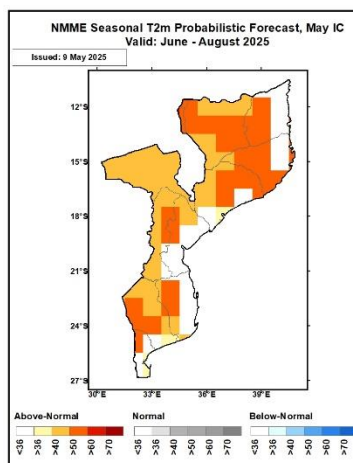 NMME Seasonal T2m Probabilistic Forecast, May IC
Valid: June - August 2025
Issued: 9 May 2025
12°S
15°S
18°S
21°S
24°S
27°S
30°E 33°E 36°E 39°E
Above-Normal Normal Below-Normal
<36 >36 >40 >50 >60 >70 <36 >36 >40 >50 >60 >70 <36 >36 >40 >50 >60 >70